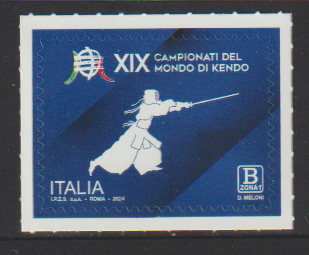 XIX CAMPIONATI DEL
MONDO DI KENDO
ITALIA
I.P.Z.S. S.p.A. - ROMA - 2024
B
ZONA 1
D. MELONI